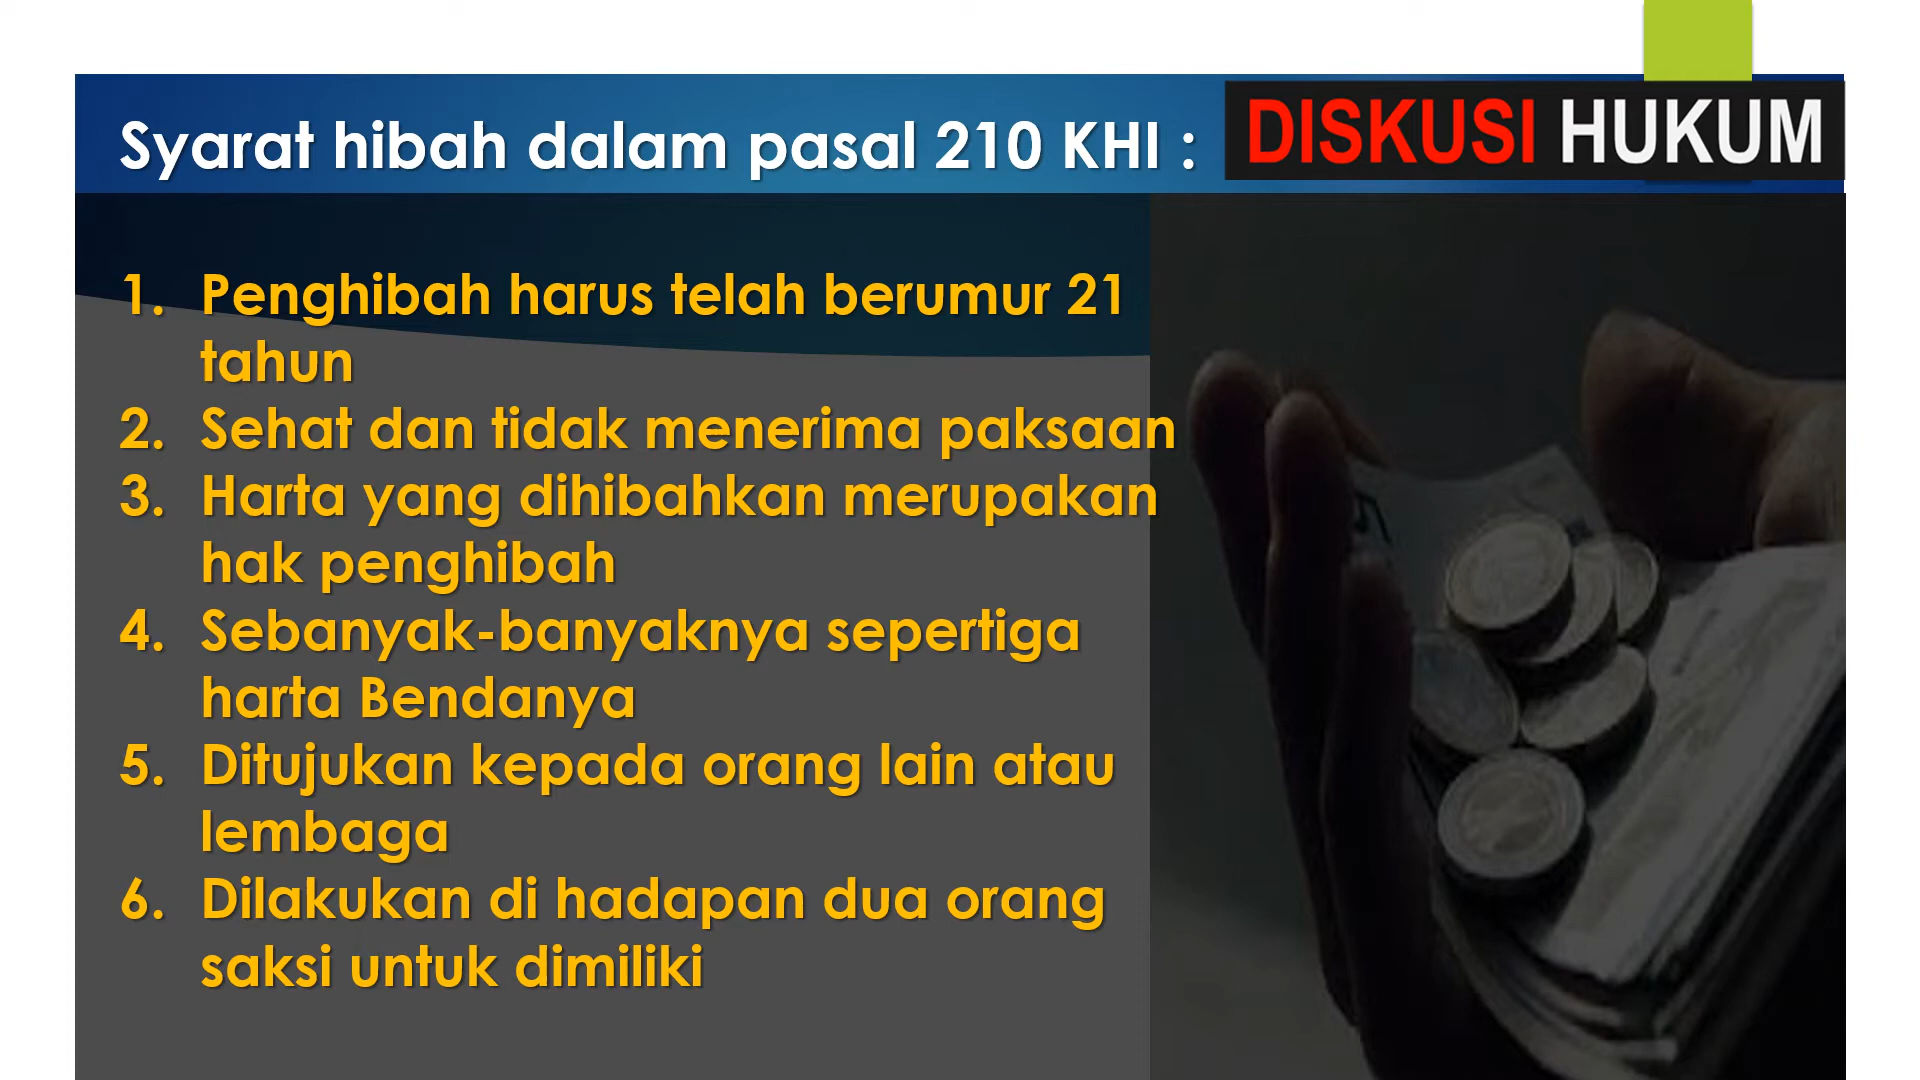 Syarat hibah dalam pasal 210 KHI :
DISKUSI HUKUM
1. Penghibah harus telah berumur 21
tahun
2. Sehat dan tidak menerima paksaan
3. Harta yang dihibahkan merupakan
hak penghibah
4. Sebanyak-banyaknya sepertiga
harta Bendanya
5. Ditujukan kepada orang lain atau
lembaga
6. Dilakukan di hadapan dua orang
saksi untuk dimiliki